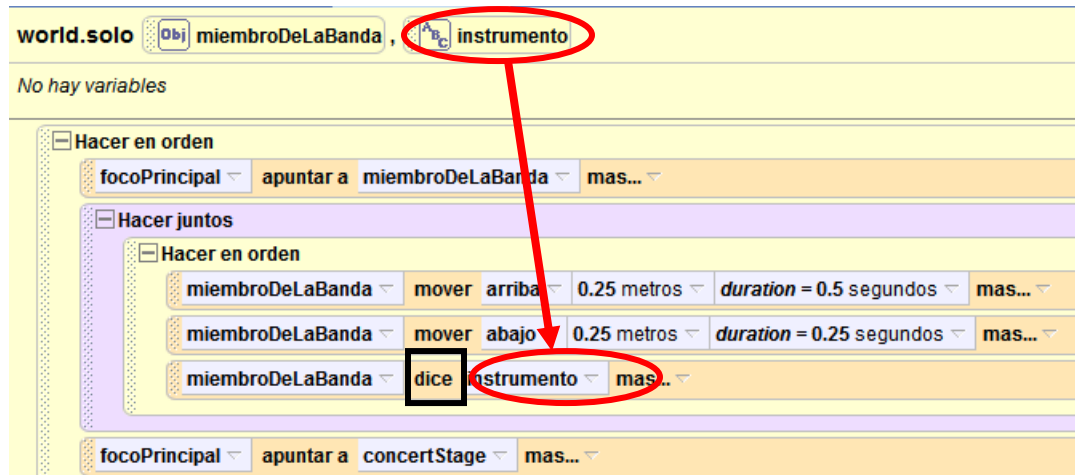 world.solo Obj miembroDeLaBanda , ABC instrumento
No hay variables
Hacer en orden
focoPrincipal apuntar a miembroDeLaBanda mas...
Hacer juntos
Hacer en orden
miembroDeLaBanda mover arriba 0.25 metros duration = 0.5 segundos mas...
miembroDeLaBanda mover abajo 0.25 metros duration = 0.25 segundos mas...
miembroDeLaBanda dice instrumento mas...
focoPrincipal apuntar a concertStage mas...